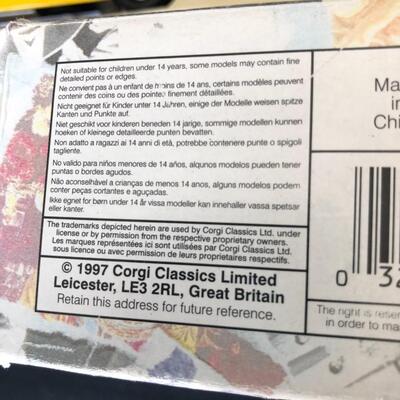 Not suitable for children under 14 years, some models may contain fine
detailed points or edges.
Ne convient pas à un enfant de moins de 14 ans, certains modèles peuvent
contenir des coins ou des pointes finement détaillées.
Nicht geeignet für Kinder unter 14 Jahren, einige der Modelle weisen spitze
Kanten und Punkte auf.
Niet geschikt voor kinderen beneden 14 jarige, sommige modellen kunnen
hoeken of kleinege detailleerde punten bevatten.
Non adatto a ragazzi ai 14 anni di età, potrebbe contenere punte o spigoli
tagliente.
No valido para niños menores de 14 años, alqunos modelos pueden tener
puntas o bordes agudos.
Não aconselhável a crianças de menos 14 anos, alguns modelos podem
conter peças cortantes e aguçadas.
Ikke egnet for børn under 14 år vissa modeller kan innehaller vassa spetsar
eller kanter.
The trademarks depicted herein are used by Corgi Classics Ltd. under
license or by permission from the respective proprietary owners.
Les marques représentées ici sont utilisées par Corgi Classics Ltd.
sous licence ou avec permission de leurs proprietaires respectifs.
© 1997 Corgi Classics Limited
Leicester, LE3 2RL, Great Britain
Retain this address for future reference.
Ma
in
Chi
0 32
The right is rese
in order to ma